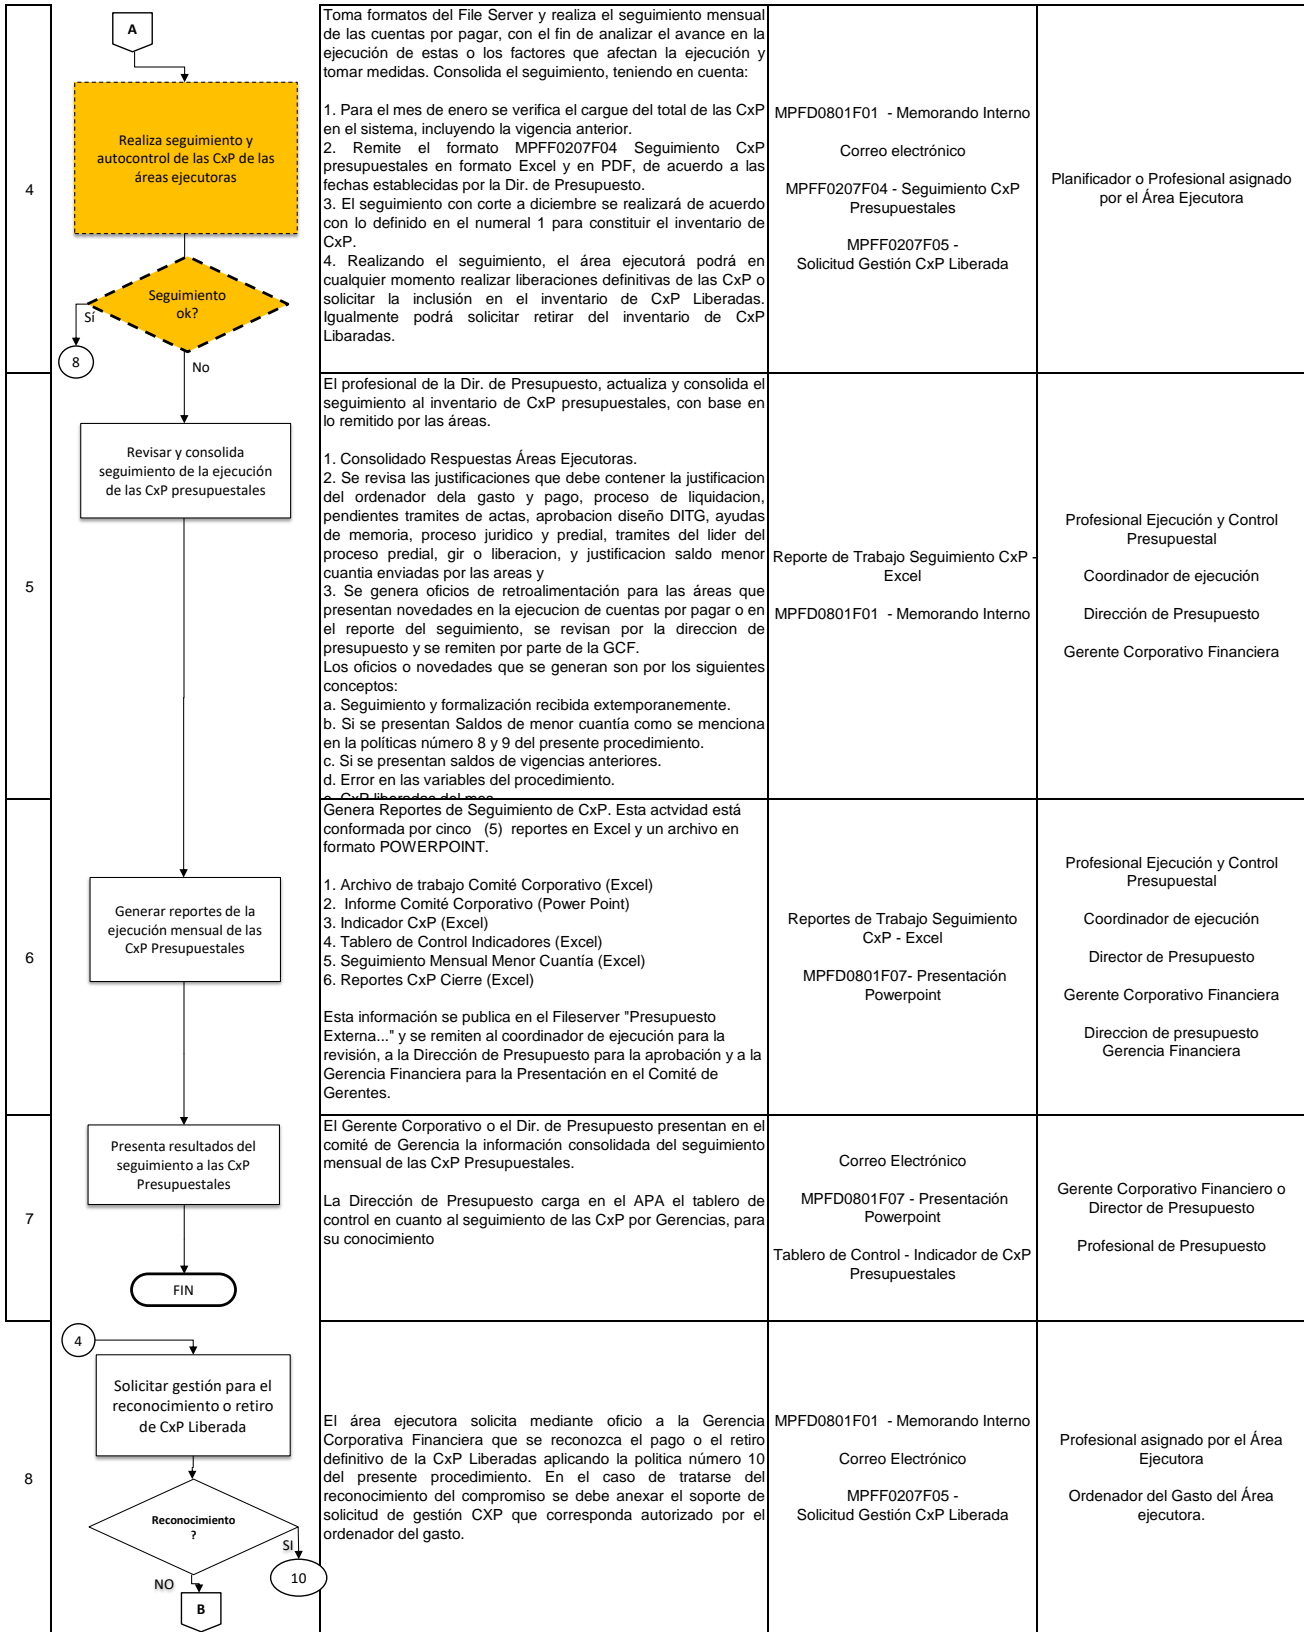 4
A
Realiza seguimiento y
autocontrol de las CxP de las
áreas ejecutoras
Seguimiento
ok?
Sí
8
No
Toma formatos del File Server y realiza el seguimiento mensual
de las cuentas por pagar, con el fin de analizar el avance en la
ejecución de estas o los factores que afectan la ejecución y
tomar medidas. Consolida el seguimiento, teniendo en cuenta:
1. Para el mes de enero se verifica el cargue del total de las CxP
en el sistema, incluyendo la vigencia anterior.
2. Remite el formato MPFF0207F04 Seguimiento CxP
presupuestales en formato Excel y en PDF, de acuerdo a las
fechas establecidas por la Dir. de Presupuesto.
3. El seguimiento con corte a diciembre se realizará de acuerdo
con lo definido en el numeral 1 para constituir el inventario de
CxP.
4. Realizando el seguimiento, el área ejecutorá podrá en
cualquier momento realizar liberaciones definitivas de las CxP o
solicitar la inclusión en el inventario de CxP Liberadas.
Igualmente podrá solicitar retirar del inventario de CxP
Libaradas.
MPFD0801F01 - Memorando Interno
Correo electrónico
MPFF0207F04 - Seguimiento CxP
Presupuestales
MPFF0207F05 -
Solicitud Gestión CxP Liberada
Planificador o Profesional asignado
por el Área Ejecutora
5
Revisar y consolida
seguimiento de la ejecución
de las CxP presupuestales
El profesional de la Dir. de Presupuesto, actualiza y consolida el
seguimiento al inventario de CxP presupuestales, con base en
lo remitido por las áreas.
1. Consolidado Respuestas Áreas Ejecutoras.
2. Se revisa las justificaciones que debe contener la justificacion
del ordenador dela gasto y pago, proceso de liquidacion,
pendientes tramites de actas, aprobacion diseño DITG, ayudas
de memoria, proceso juridico y predial, tramites del lider del
proceso predial, gir o liberacion, y justificacion saldo menor
cuantia enviadas por las areas y
3. Se genera oficios de retroalimentación para las áreas que
presentan novedades en la ejecucion de cuentas por pagar o en
el reporte del seguimiento, se revisan por la direccion de
presupuesto y se remiten por parte de la GCF.
Los oficios o novedades que se generan son por los siguientes
conceptos:
a. Seguimiento y formalización recibida extemporanemente.
b. Si se presentan Saldos de menor cuantía como se menciona
en la políticas número 8 y 9 del presente procedimiento.
c. Si se presentan saldos de vigencias anteriores.
d. Error en las variables del procedimiento.
e. CxP liberadas del mes
Reporte de Trabajo Seguimiento CxP -
Excel
MPFD0801F01 - Memorando Interno
Profesional Ejecución y Control
Presupuestal
Coordinador de ejecución
Dirección de Presupuesto
Gerente Corporativo Financiera
6
Generar reportes de la
ejecución mensual de las
CxP Presupuestales
Genera Reportes de Seguimiento de CxP. Esta actvidad está
conformada por cinco (5) reportes en Excel y un archivo en
formato POWERPOINT.
1. Archivo de trabajo Comité Corporativo (Excel)
2. Informe Comité Corporativo (Power Point)
3. Indicador CxP (Excel)
4. Tablero de Control Indicadores (Excel)
5. Seguimiento Mensual Menor Cuantía (Excel)
6. Reportes CxP Cierre (Excel)
Esta información se publica en el Fileserver "Presupuesto
Externa..." y se remiten al coordinador de ejecución para la
revisión, a la Dirección de Presupuesto para la aprobación y a la
Gerencia Financiera para la Presentación en el Comité de
Gerentes.
Reportes de Trabajo Seguimiento
CxP - Excel
MPFD0801F07- Presentación
Powerpoint
Profesional Ejecución y Control
Presupuestal
Coordinador de ejecución
Director de Presupuesto
Gerente Corporativo Financiera
Direccion de presupuesto
Gerencia Financiera
7
Presenta resultados del
seguimiento a las CxP
Presupuestales
FIN
El Gerente Corporativo o el Dir. de Presupuesto presentan en el
comité de Gerencia la información consolidada del seguimiento
mensual de las CxP Presupuestales.
La Dirección de Presupuesto carga en el APA el tablero de
control en cuanto al seguimiento de las CxP por Gerencias, para
su conocimiento
Correo Electrónico
MPFD0801F07 - Presentación
Powerpoint
Tablero de Control - Indicador de CxP
Presupuestales
Gerente Corporativo Financiero o
Director de Presupuesto
Profesional de Presupuesto
8
4
Solicitar gestión para el
reconocimiento o retiro
de CxP Liberada
Reconocimiento
?
SI
10
NO
B
El área ejecutora solicita mediante oficio a la Gerencia
Corporativa Financiera que se reconozca el pago o el retiro
definitivo de la CxP Liberadas aplicando la politica número 10
del presente procedimiento. En el caso de tratarse del
reconocimiento del compromiso se debe anexar el soporte de
solicitud de gestión CXP que corresponda autorizado por el
ordenador del gasto.
MPFD0801F01 - Memorando Interno
Correo Electrónico
MPFF0207F05 -
Solicitud Gestión CxP Liberada
Profesional asignado por el Área
Ejecutora
Ordenador del Gasto del Área
ejecutora.